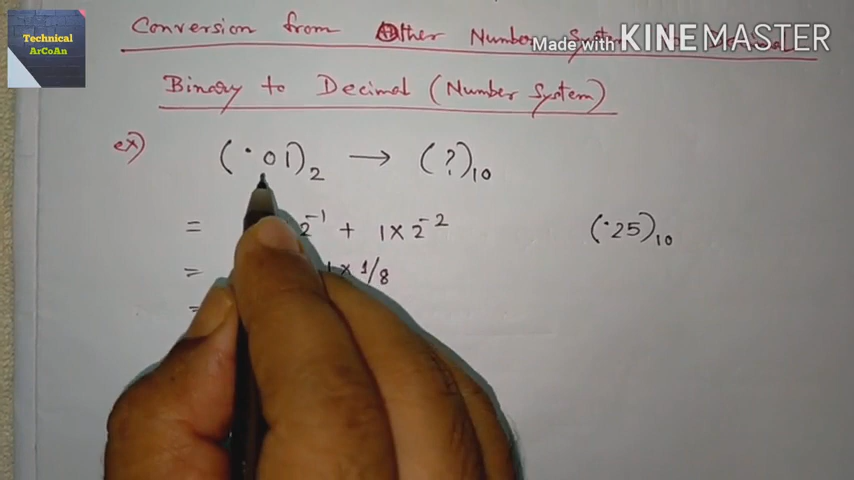 Technical
ArCoAn
Conversion from Other Number
Made with KINEMASTER
Binary to Decimal (Number System)
ex) (.01)2 → (?)10
= 2^-1 + 1 × 2^-2
(.25)10
= 1 × 1/8
=